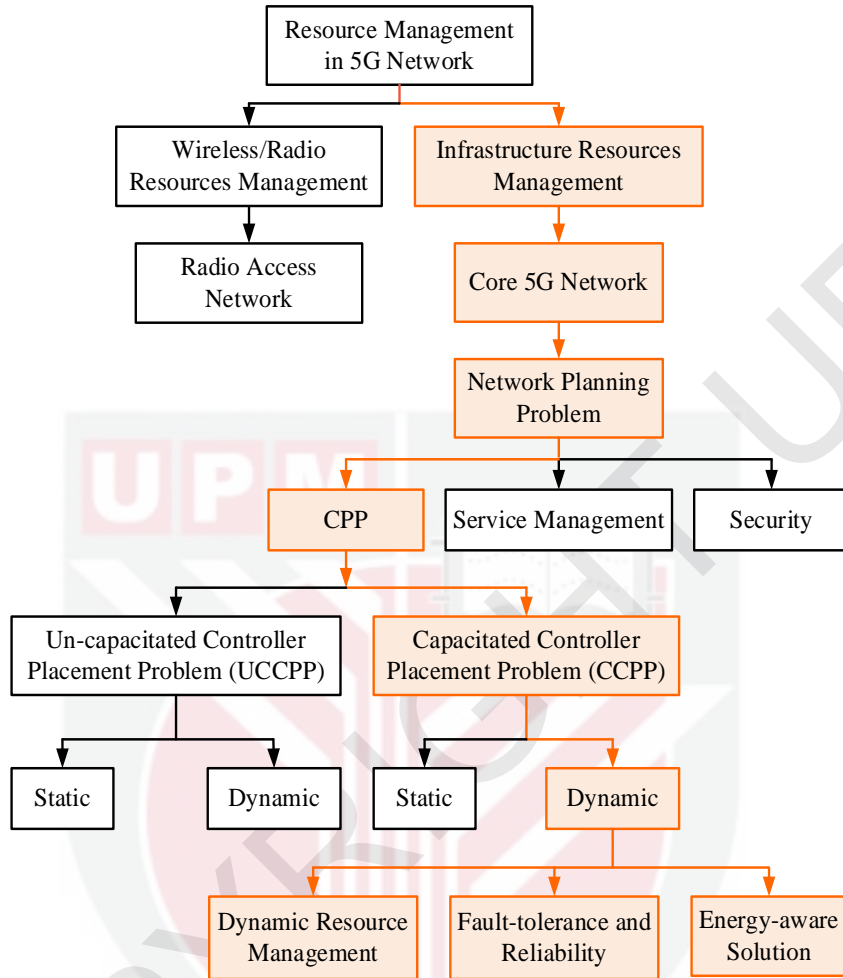 Resource Management
in 5G Network
Wireless/Radio
Resources Management
Infrastructure Resources
Management
Radio Access
Network
Core 5G Network
Network Planning
Problem
UPM
CPP
Service Management
Security
Un-capacitated Controller
Placement Problem (UCCPP)
Capacitated Controller
Placement Problem (CCPP)
Static
Dynamic
Static
Dynamic
Dynamic Resource
Management
Fault-tolerance and
Reliability
Energy-aware
Solution